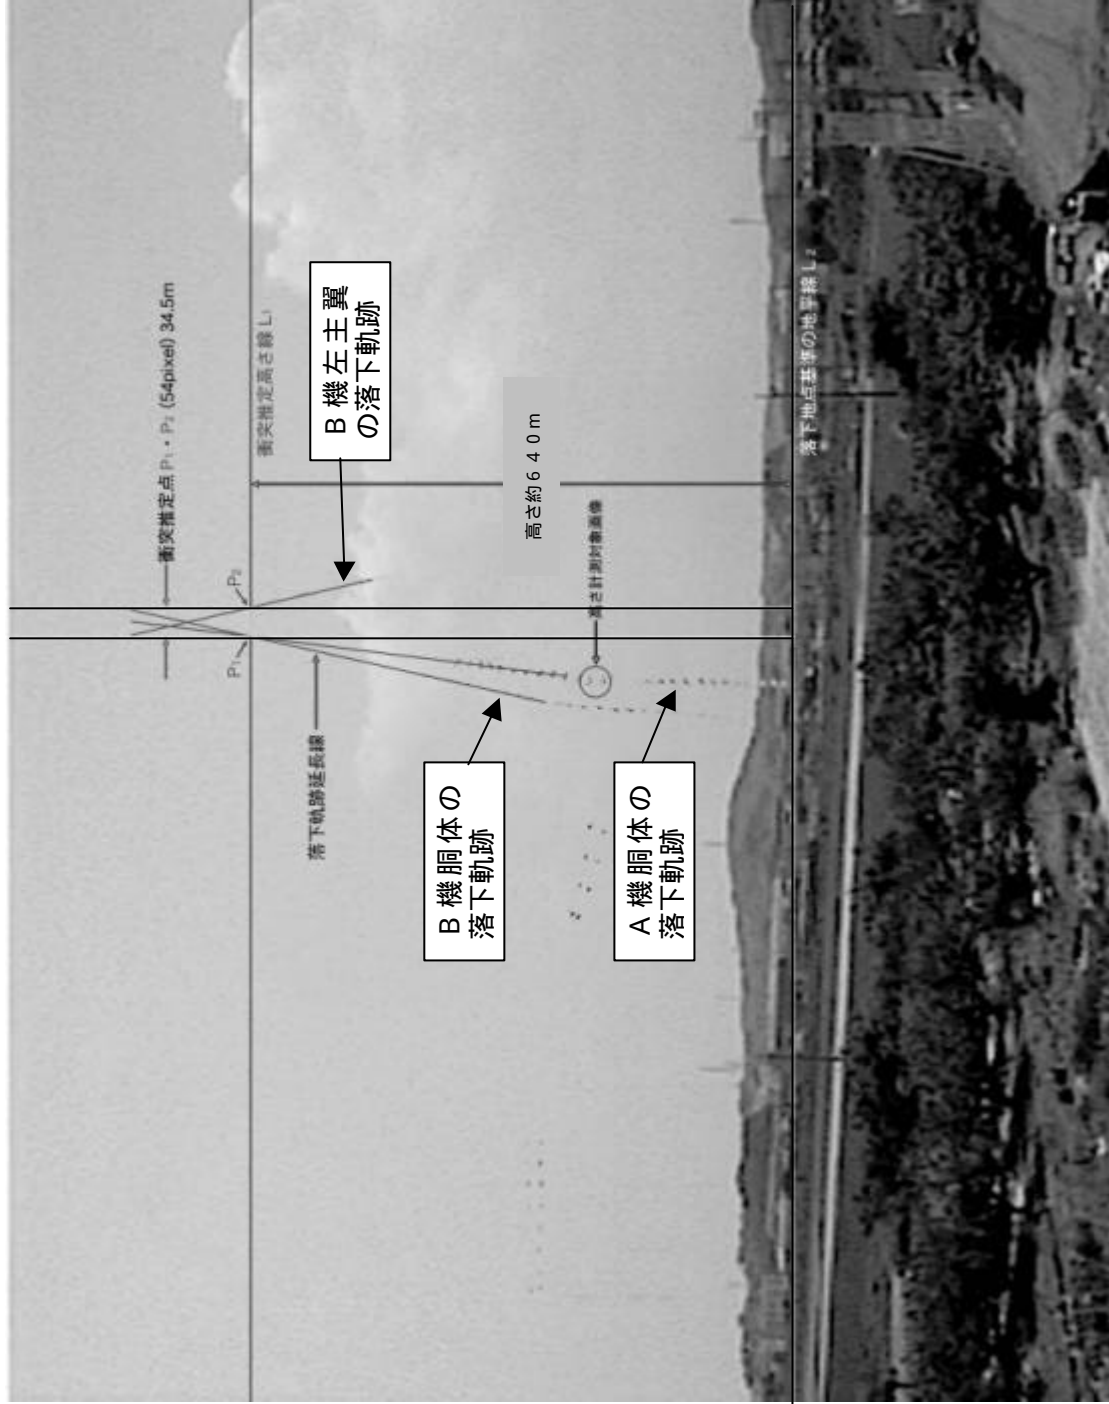 衝突推定点 P₁・P₂ (54pixel) 34.5m
衝突推定高さ線 L₁
P₂
P₁
B 機左主翼
の落下軌跡
落下軌跡延長線
高さ約６４０ｍ
高さ計測対象画像
B 機胴体の
落下軌跡
A 機胴体の
落下軌跡
落下地点基準の地平線 L₂